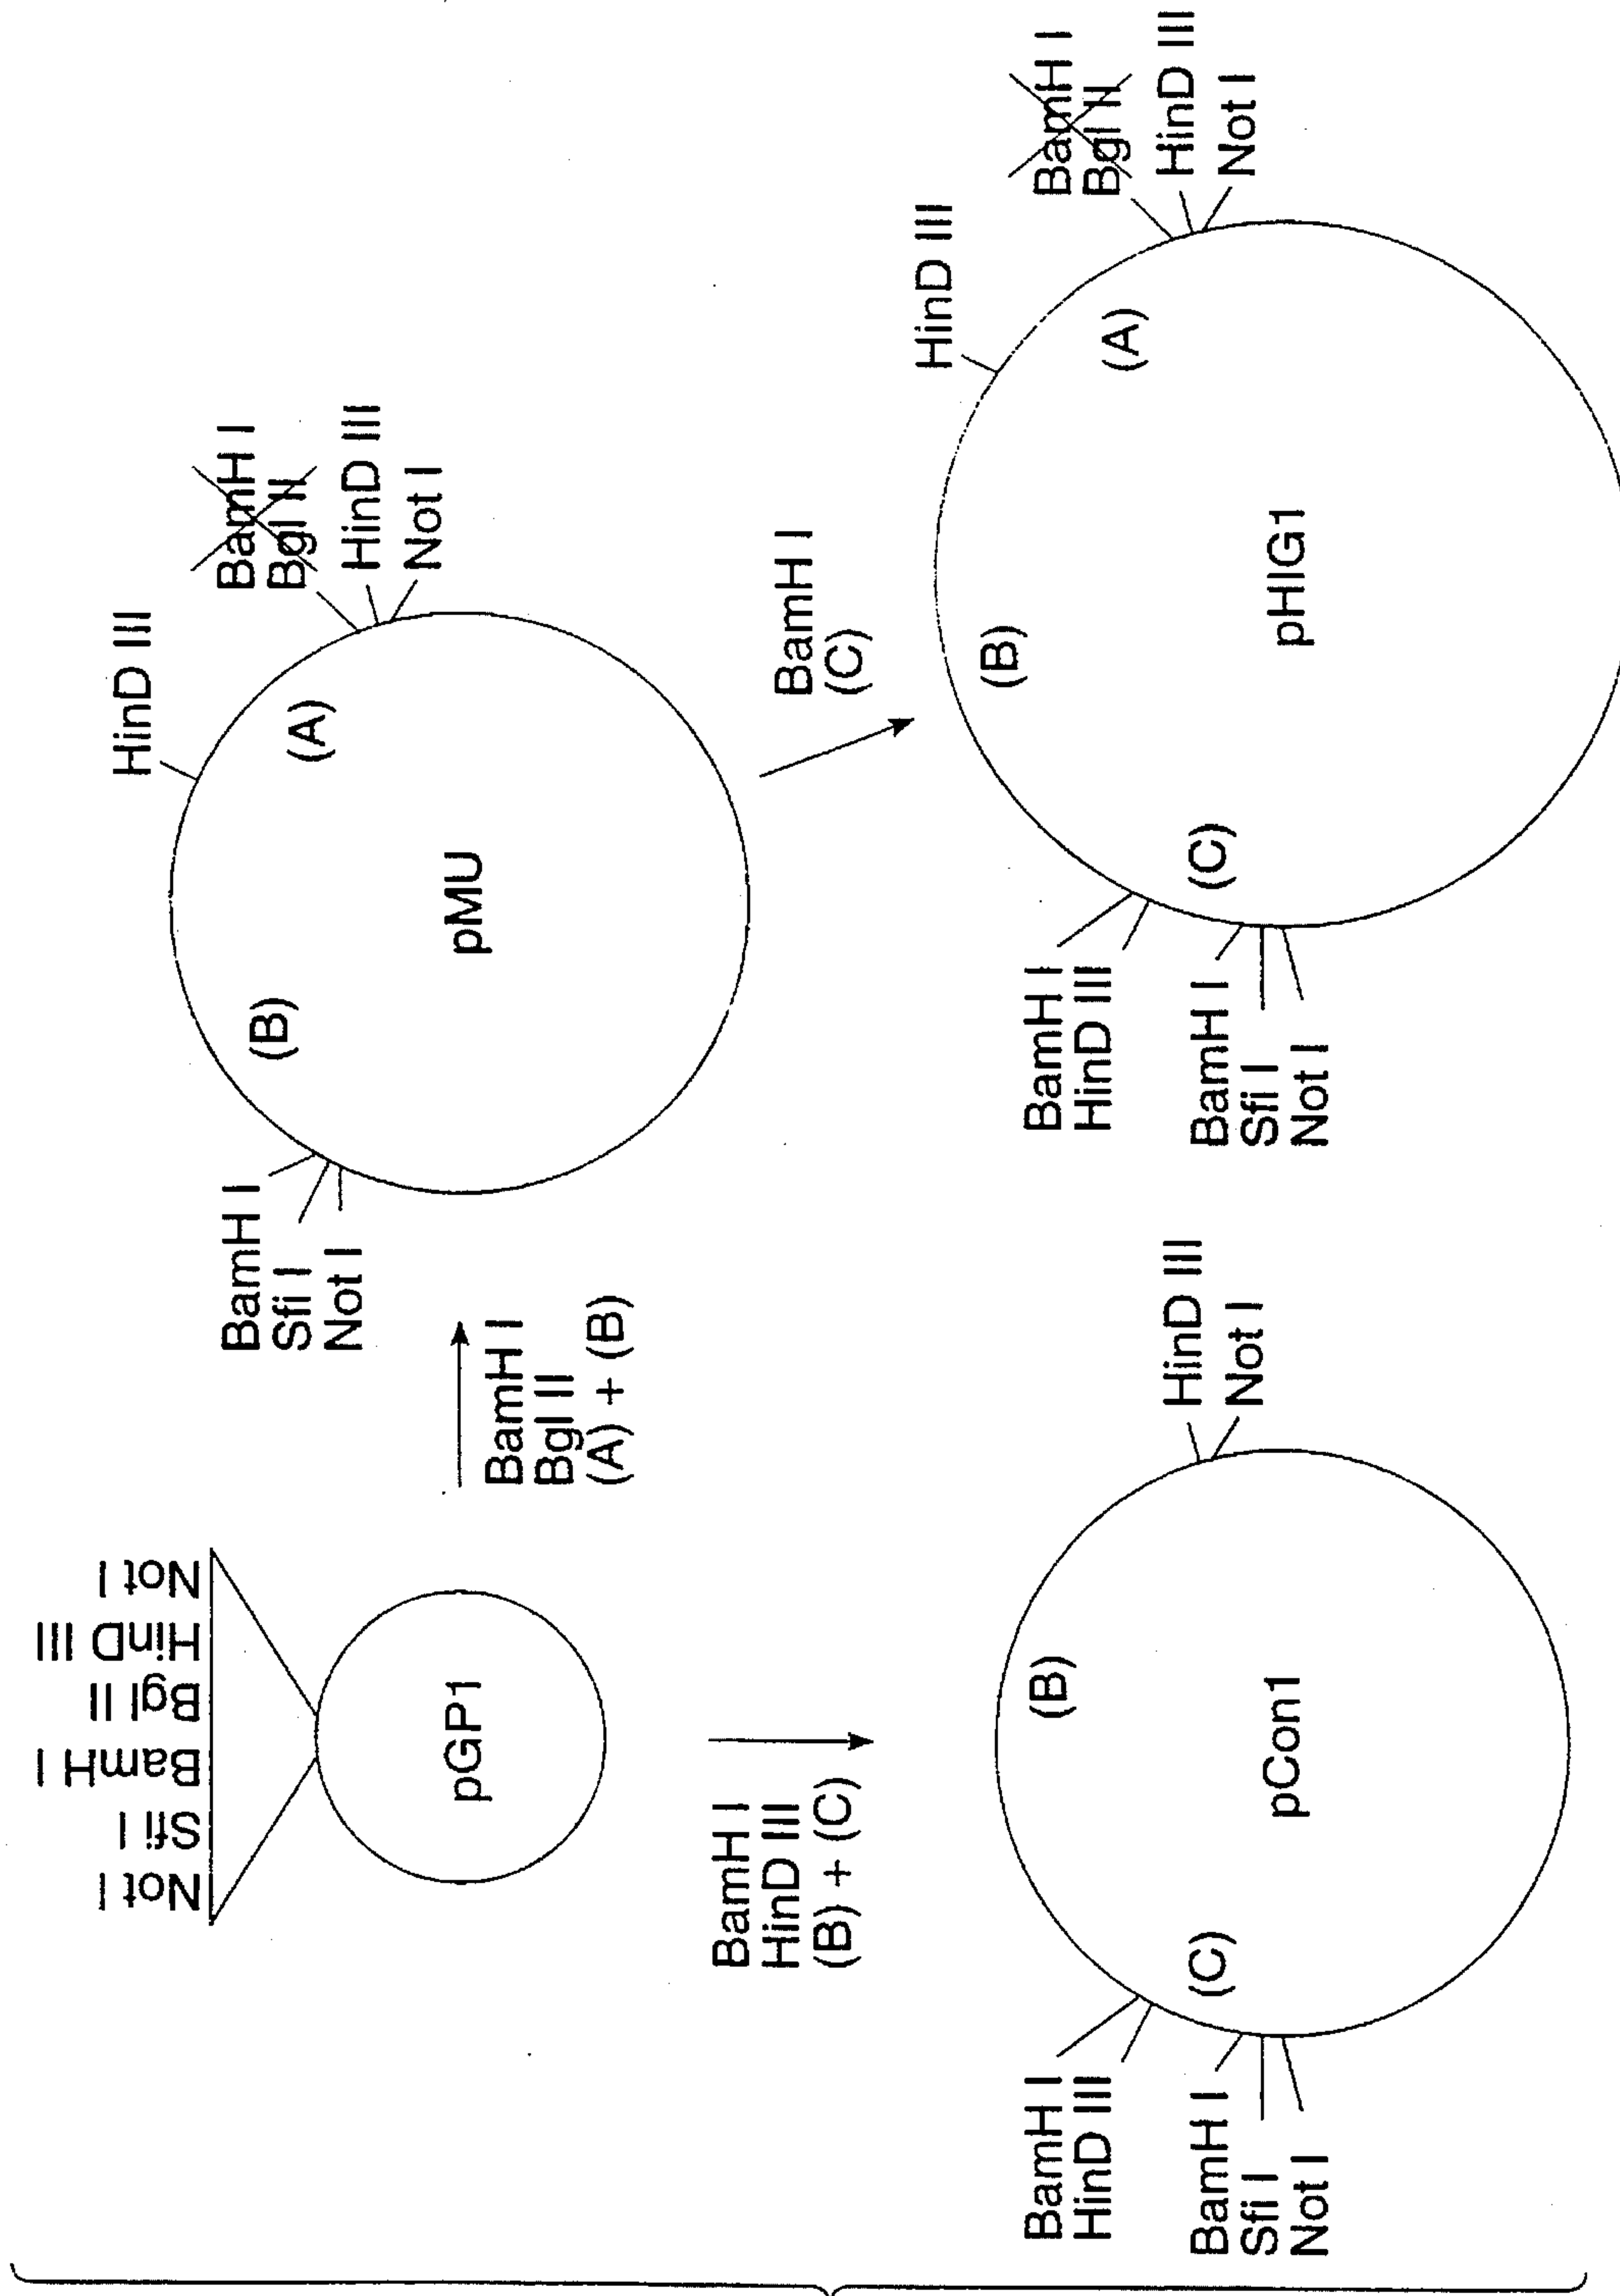 Not I
Sfi I
BamH I
Bgl II
HinD III
Not I
pGP1
BamH I
Bgl II
(A) + (B)
BamH I
Sfi I
Not I
(B)
HinD III
(A)
BamH I
Bgl II
HinD III
Not I
pMU
BamH I
HinD III
(B) + (C)
BamH I
(C)
BamH I
HinD III
BamH I
Sfi I
Not I
(C)
(B)
HinD III
Not I
pCon1
BamH I
HinD III
BamH I
Sfi I
Not I
(C)
(B)
HinD III
(A)
BamH I
Bgl II
HinD III
Not I
pHIG1